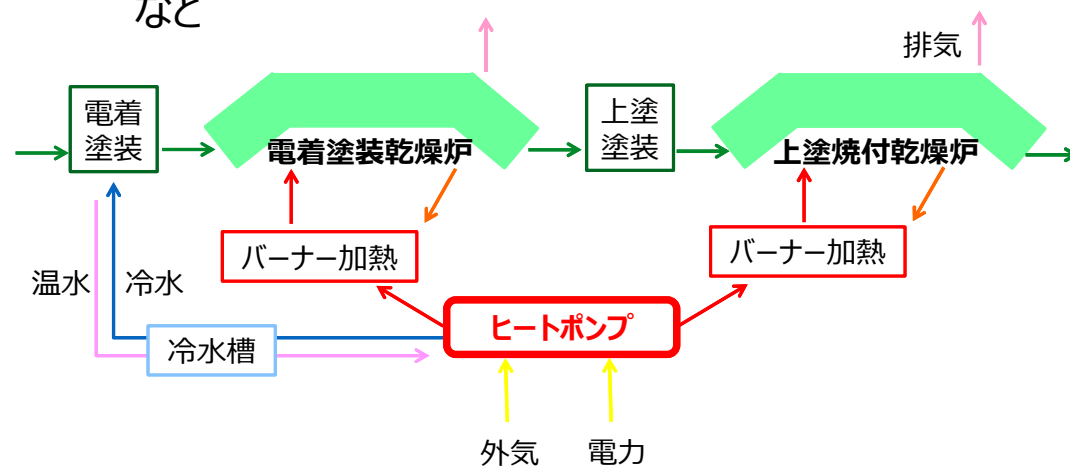 など
排気
電着
塗装
上塗
塗装
電着塗装乾燥炉
上塗焼付乾燥炉
バーナー加熱
バーナー加熱
温水
冷水
ヒートポンプ
冷水槽
外気
電力